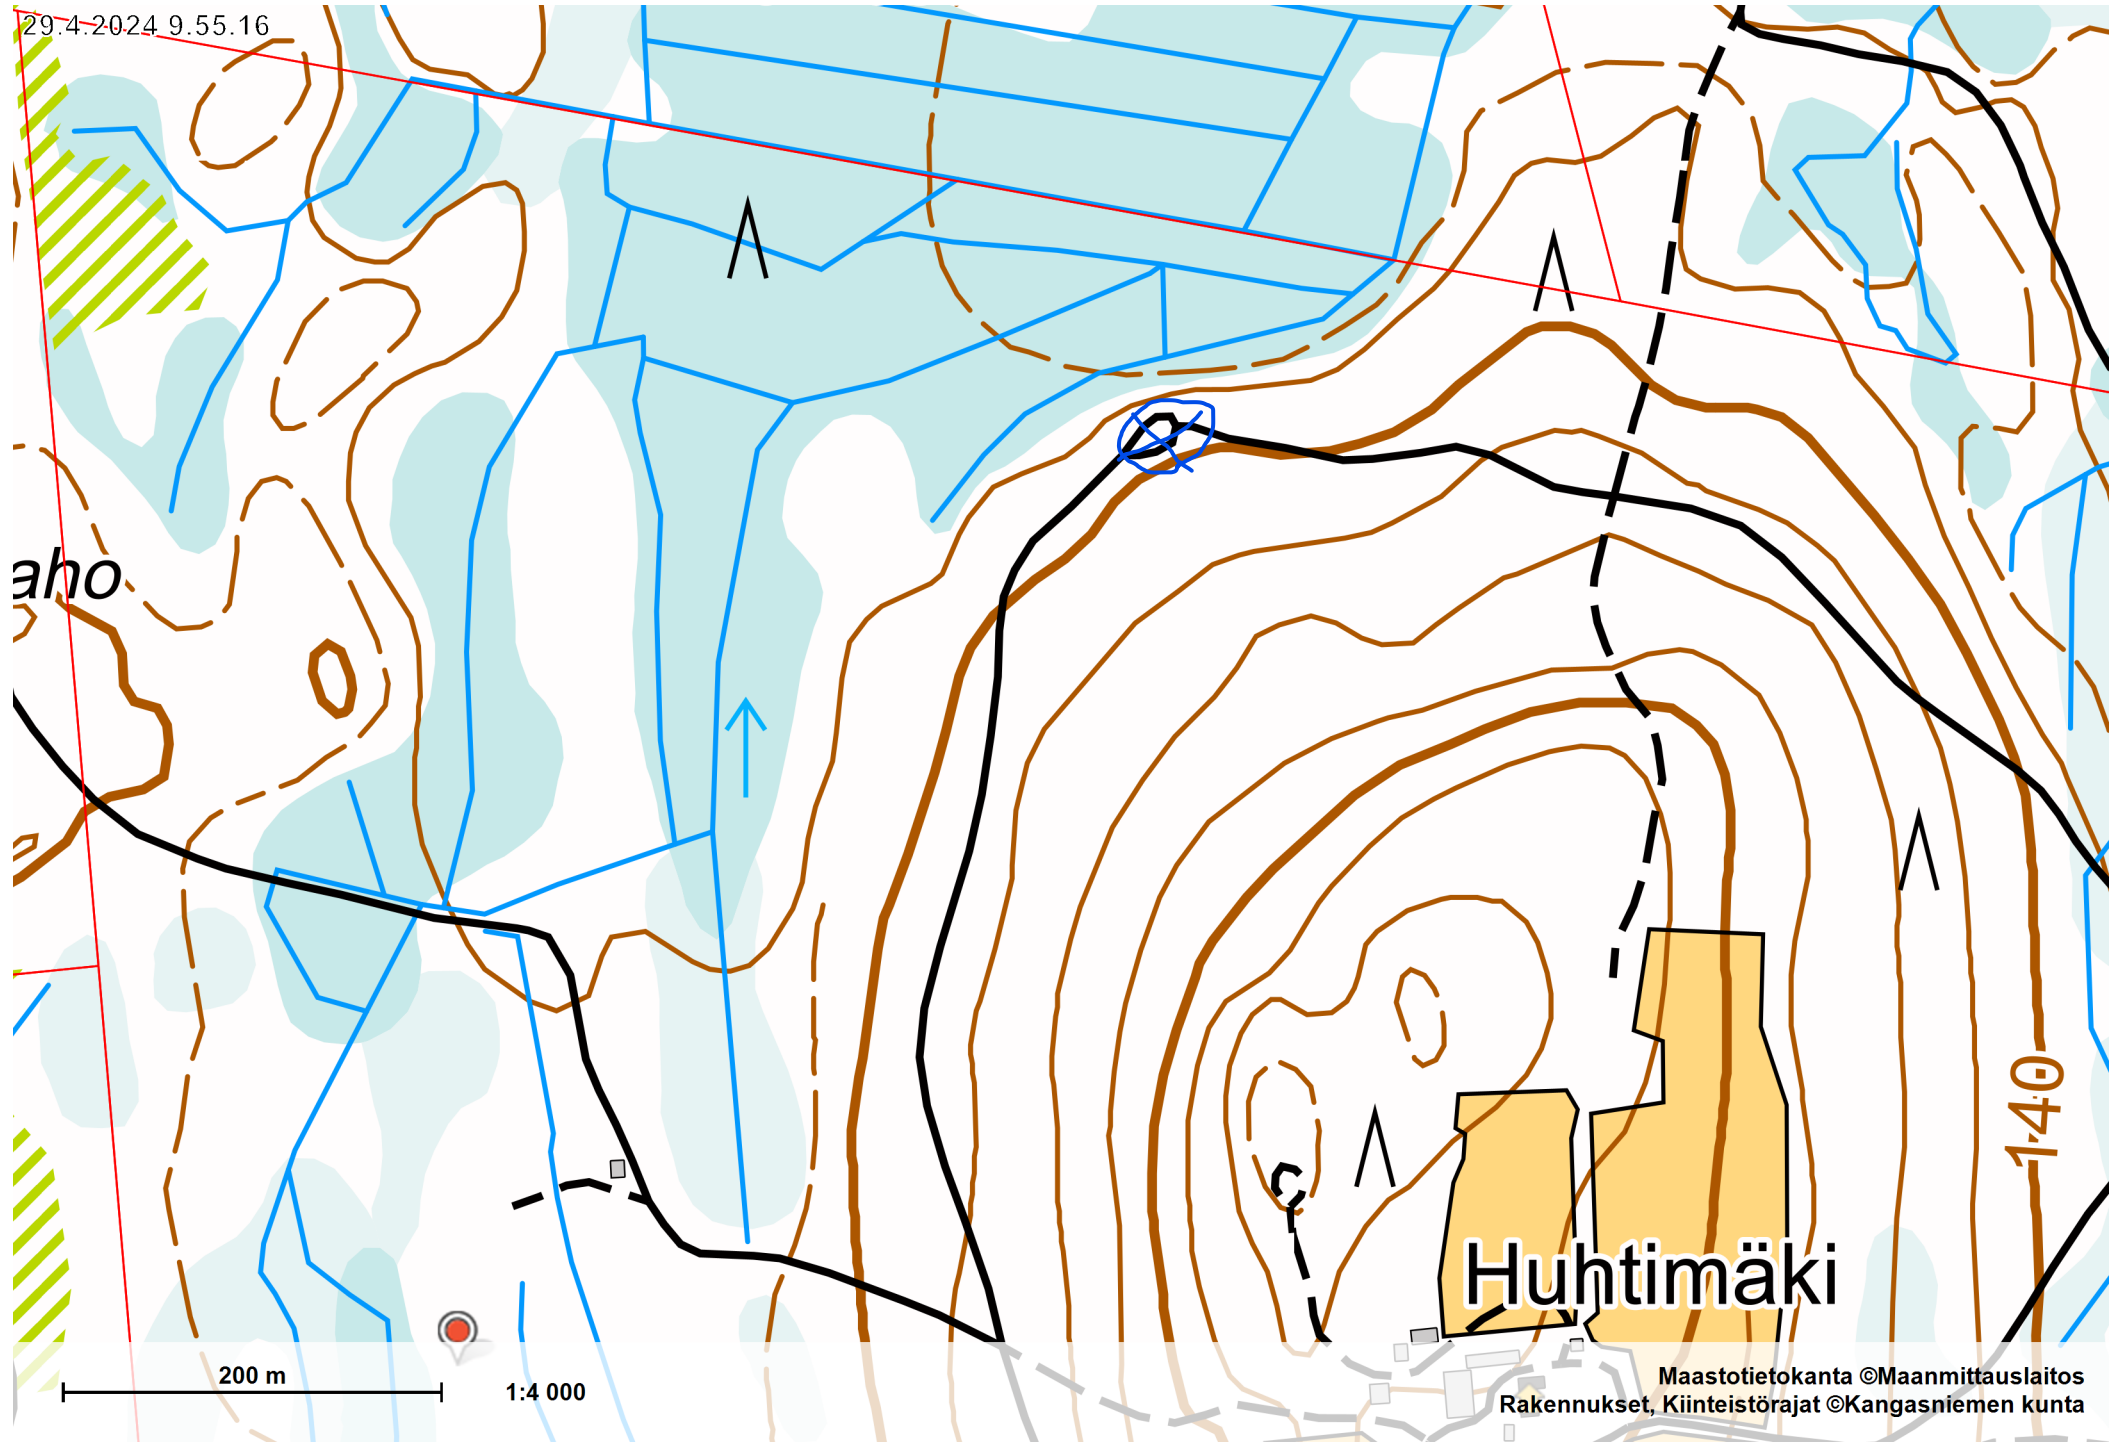 29.4.2024 9.55.16
aho
140
Huhtimäki
200 m
1:4 000
Maastotietokanta ©Maanmittauslaitos
Rakennukset, Kiinteistörajat ©Kangasniemen kunta